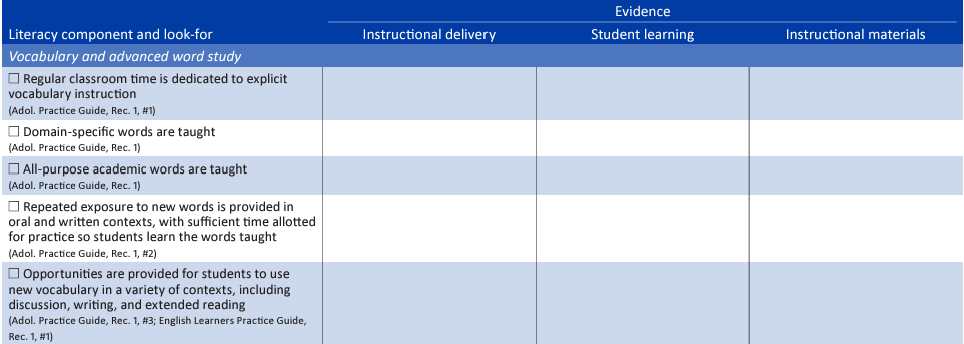 Evidence
Literacy component and look-for Instructional delivery Student learning Instructional materials
Vocabulary and advanced word study
☐ Regular classroom time is dedicated to explicit
vocabulary instruction
(Adol. Practice Guide, Rec. 1, #1)
☐ Domain-specific words are taught
(Adol. Practice Guide, Rec. 1)
☐ All-purpose academic words are taught
(Adol. Practice Guide, Rec. 1)
☐ Repeated exposure to new words is provided in
oral and written contexts, with sufficient time allotted
for practice so students learn the words taught
(Adol. Practice Guide, Rec. 1, #2)
☐ Opportunities are provided for students to use
new vocabulary in a variety of contexts, including
discussion, writing, and extended reading
(Adol. Practice Guide, Rec. 1, #3; English Learners Practice Guide,
Rec. 1, #1)